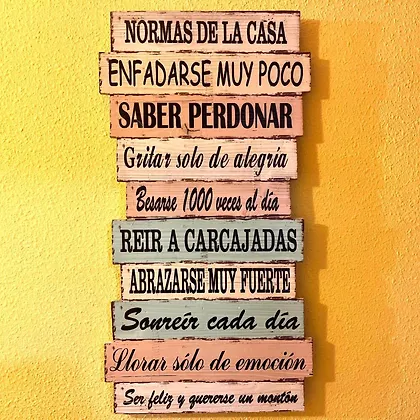 NORMAS DE LA CASA
ENFADARSE MUY POCO
SABER PERDONAR
Gritar solo de alegría
Besarse 1000 veces al día
REIR A CARCAJADAS
ABRAZARSE MUY FUERTE
Sonreír cada día
Llorar sólo de emoción
Ser feliz y quererse un montón